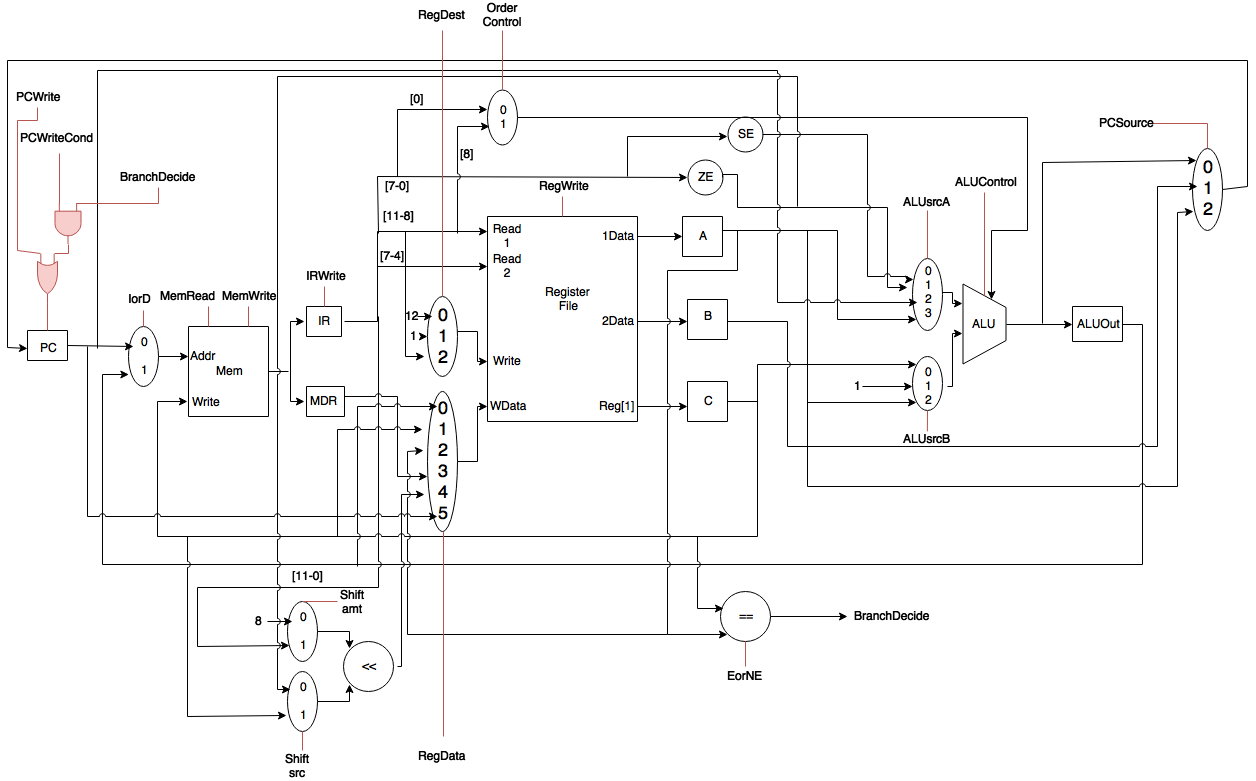 RegDest
Order
Control
PCWrite
[0]
0
1
PCWriteCond
SE
PCSource
[8]
BranchDecide
ZE
0
1
2
[7-0]
RegWrite
ALUControl
ALUsrcA
[11-8]
Read
1
1Data
A
[7-4]
Read
2
IRWrite
0
1
2
3
IorD
MemRead
MemWrite
Register
File
12
0
1
1
2
IR
2Data
B
ALU
ALUOut
PC
0
1
Addr
Mem
Write
Write
MDR
WData
Reg[1]
C
0
1
1
2
0
1
2
3
4
5
ALUsrcB
[11-0]
Shift
amt
8
0
1
==
BranchDecide
<<
EorNE
0
1
Shift
src
RegData